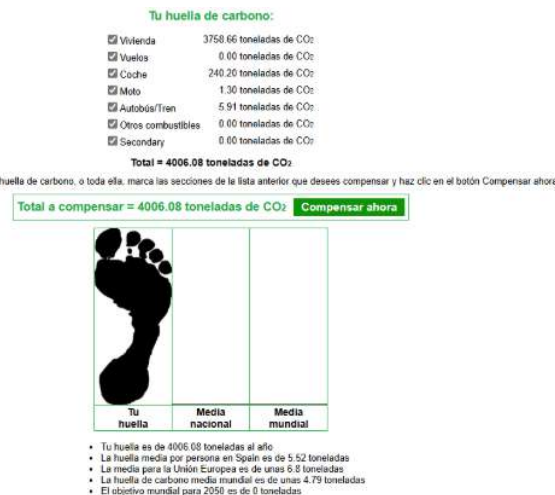 Tu huella de carbono:
Vivienda 3758.66 toneladas de CO2
Vuelos 0.00 toneladas de CO2
Coche 240.20 toneladas de CO2
Moto 1.30 toneladas de CO2
Autobús/Tren 5.91 toneladas de CO2
Otros combustibles 0.00 toneladas de CO2
Secondary 0.00 toneladas de CO2
Total = 4006.08 toneladas de CO2
huella de carbono, o toda ella, marca las secciones de la lista anterior que desees compensar y haz clic en el botón Compensar ahora
Total a compensar = 4006.08 toneladas de CO2 Compensar ahora
Tu huella Media nacional Media mundial
• Tu huella es de 4006.08 toneladas al año
• La huella media por persona en Spain es de 5.52 toneladas
• La media para la Unión Europea es de unas 6.8 toneladas
• La huella de carbono media mundial es de unas 4.79 toneladas
• El objetivo mundial para 2050 es de 0 toneladas